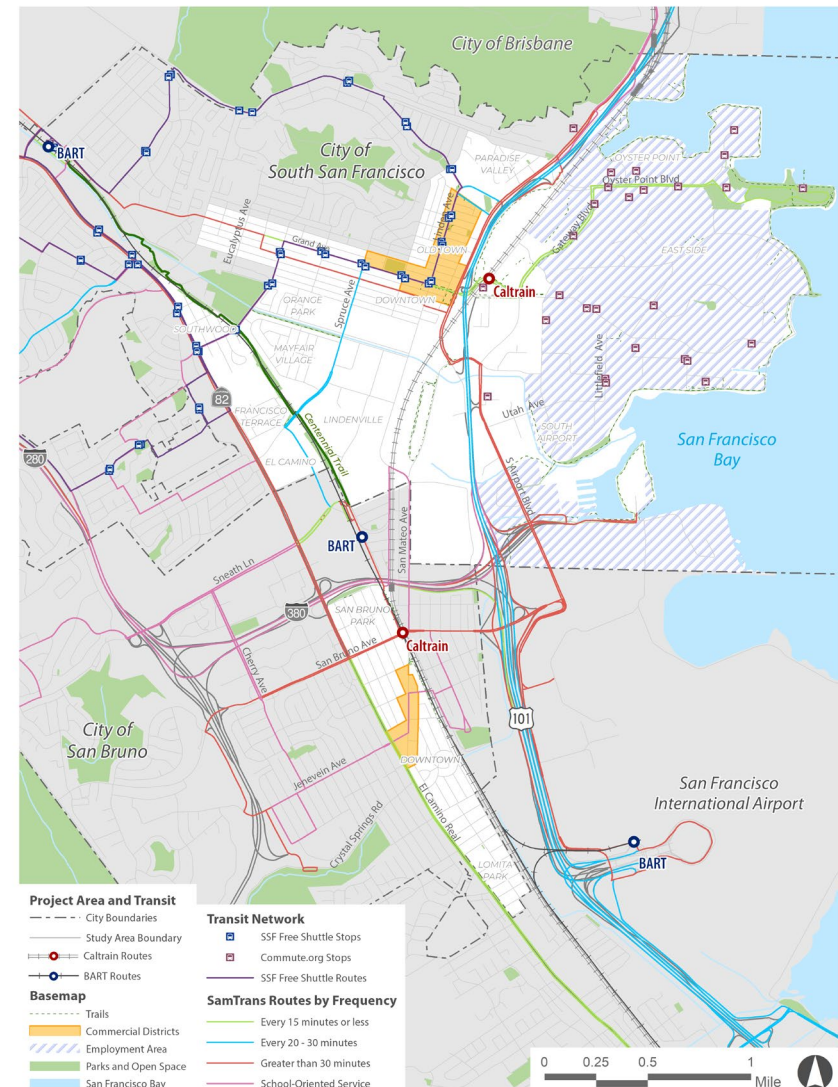 City of Brisbane
BART
City of
South San Francisco
PARADISE
VALLEY
OYSTER POINT
Oyster Point Blvd
Gateway Blvd
EAST SIDE
Eucalyptus Ave
Linden Ave
Grand Ave
OLD TOWN
Caltrain
ORANGE
PARK
DOWNTOWN
Spruce Ave
SOUTHWOOD
MAYFAIR
VILLAGE
Littlefield Ave
82
FRANCISCO
TERRACE
Centennial Trail
LINDENVILLE
Utah Ave
SOUTH
AIRPORT
San Francisco
Bay
280
EL CAMINO
S Airport Blvd
BART
San Mateo Ave
Sneath Ln
380
SAN BRUNO
PARK
San Bruno Ave
Caltrain
Cherry Ave
City of
San Bruno
101
DOWNTOWN
Jenevein Ave
El Camino Real
Crystal Springs Rd
San Francisco
International Airport
BART
LOMITA
PARK
Project Area and Transit
City Boundaries
Study Area Boundary
Caltrain Routes
BART Routes
Basemap
Trails
Commercial Districts
Employment Area
Parks and Open Space
San Francisco Bay
Transit Network
SSF Free Shuttle Stops
Commute.org Stops
SSF Free Shuttle Routes
SamTrans Routes by Frequency
Every 15 minutes or less
Every 20 - 30 minutes
Greater than 30 minutes
School-Oriented Service
0 0.25 0.5 1
Mile